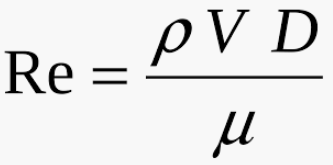 Re = ρ V D / μ